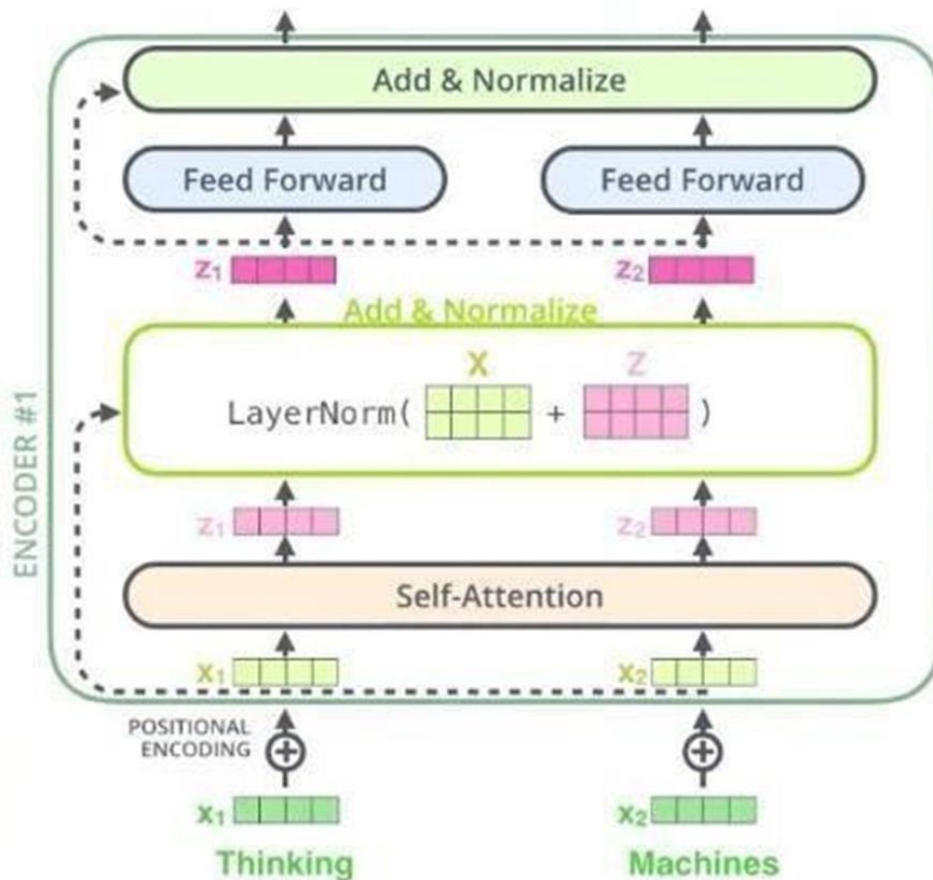 Add & Normalize
Feed Forward Feed Forward
z1 z2
Add & Normalize
X Z
LayerNorm( + )
ENCODER #1
z1 z2
Self-Attention
x1 x2
POSITIONAL
ENCODING
x1 x2
Thinking Machines